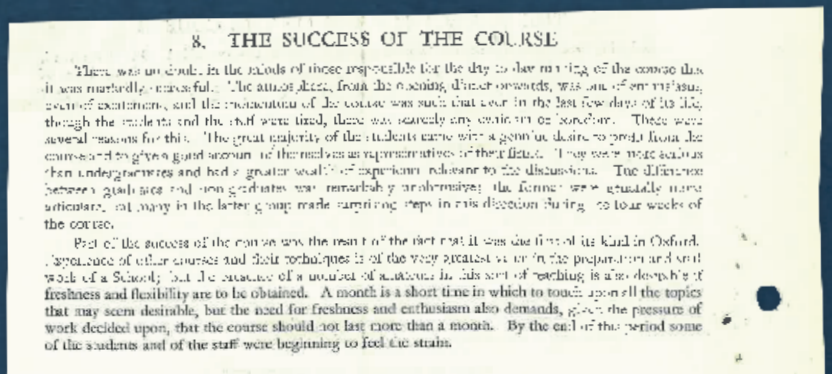 8. THE SUCCESS OF THE COURSE
There was no doubt in the minds of those responsible for the day to day running of the course that
it was markedly successful. The atmosphere, from the opening dinner onwards, was one of enthusiasm,
even of excitement, and the momentum of the course was such that even in the last few days of its life,
though the students and the staff were tired, there was scarcely any cynicism or boredom. There were
several reasons for this. The great majority of the students came with a genuine desire to profit from the
course and to give a good account of themselves as representatives of their firms. They were more serious
than undergraduates and had a greater wealth of experience relevant to the discussions. The difference
between graduates and non-graduates was remarkably unobtrusive; the former were generally more
articulate, but many in the latter group made surprising steps in this direction during the four weeks of
the course.
Part of the success of the course was the result of the fact that it was the first of its kind in Oxford.
Experience of other courses and their techniques is of the very greatest value in the preparation and
work of a School; but the presence of a number of amateurs in this sort of teaching is also desirable if
freshness and flexibility are to be obtained. A month is a short time in which to touch upon all the topics
that may seem desirable, but the need for freshness and enthusiasm also demands, given the pressure of
work decided upon, that the course should not last more than a month. By the end of this period some
of the students and of the staff were beginning to feel the strain.